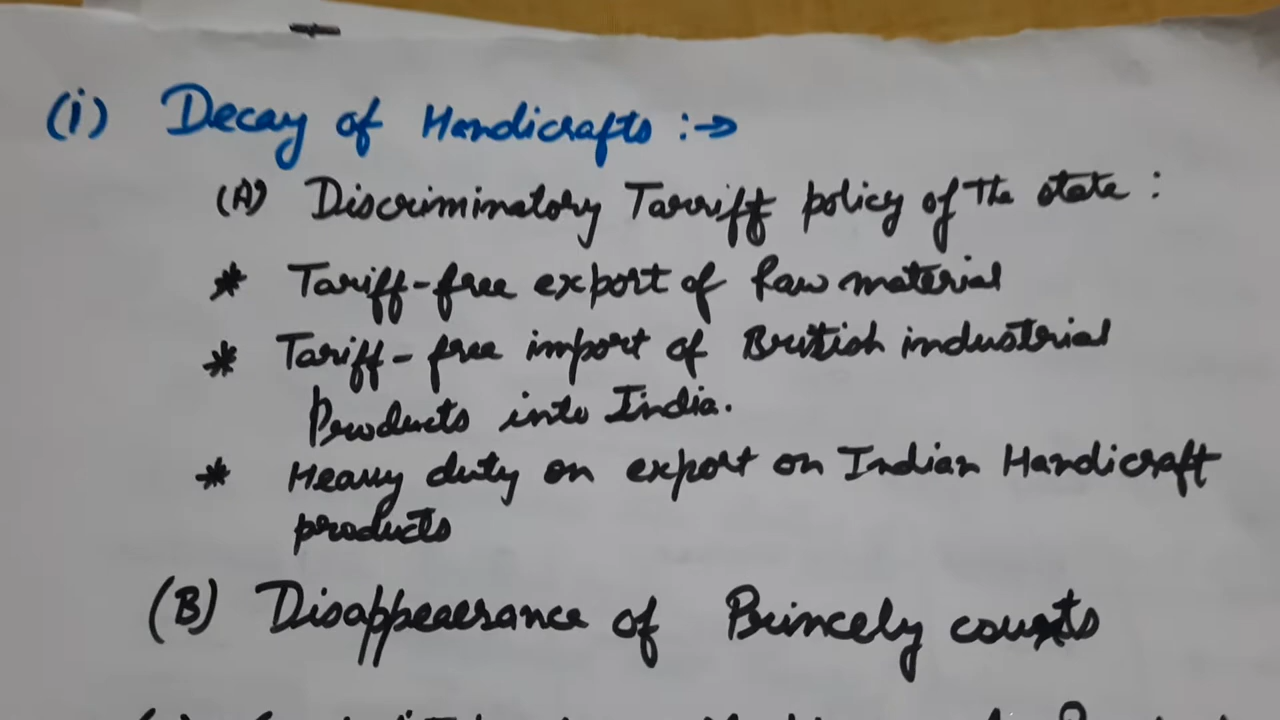 (i) Decay of Handicrafts :→
(A) Discriminatory Tarriff policy of The state :
* Tariff-free export of Raw material
* Tariff-free import of British industrial
Products into India.
* Heavy duty on export on Indian Handicraft
products
(B) Disappearance of Princely courts